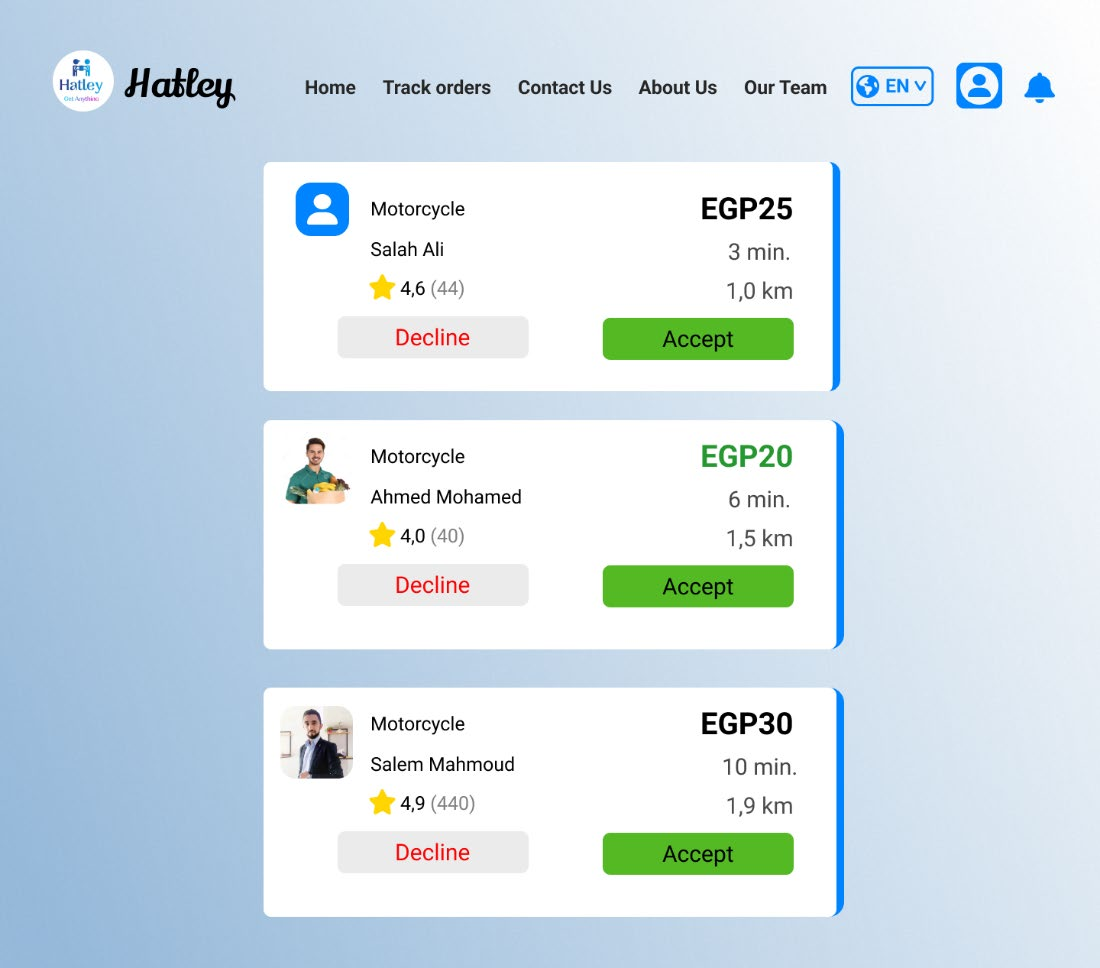 Hatley
Get Anything
Hatley
Home Track orders Contact Us About Us Our Team EN
Motorcycle EGP25
Salah Ali 3 min.
4,6 (44) 1,0 km
Decline Accept
Motorcycle EGP20
Ahmed Mohamed 6 min.
4,0 (40) 1,5 km
Decline Accept
Motorcycle EGP30
Salem Mahmoud 10 min.
4,9 (440) 1,9 km
Decline Accept